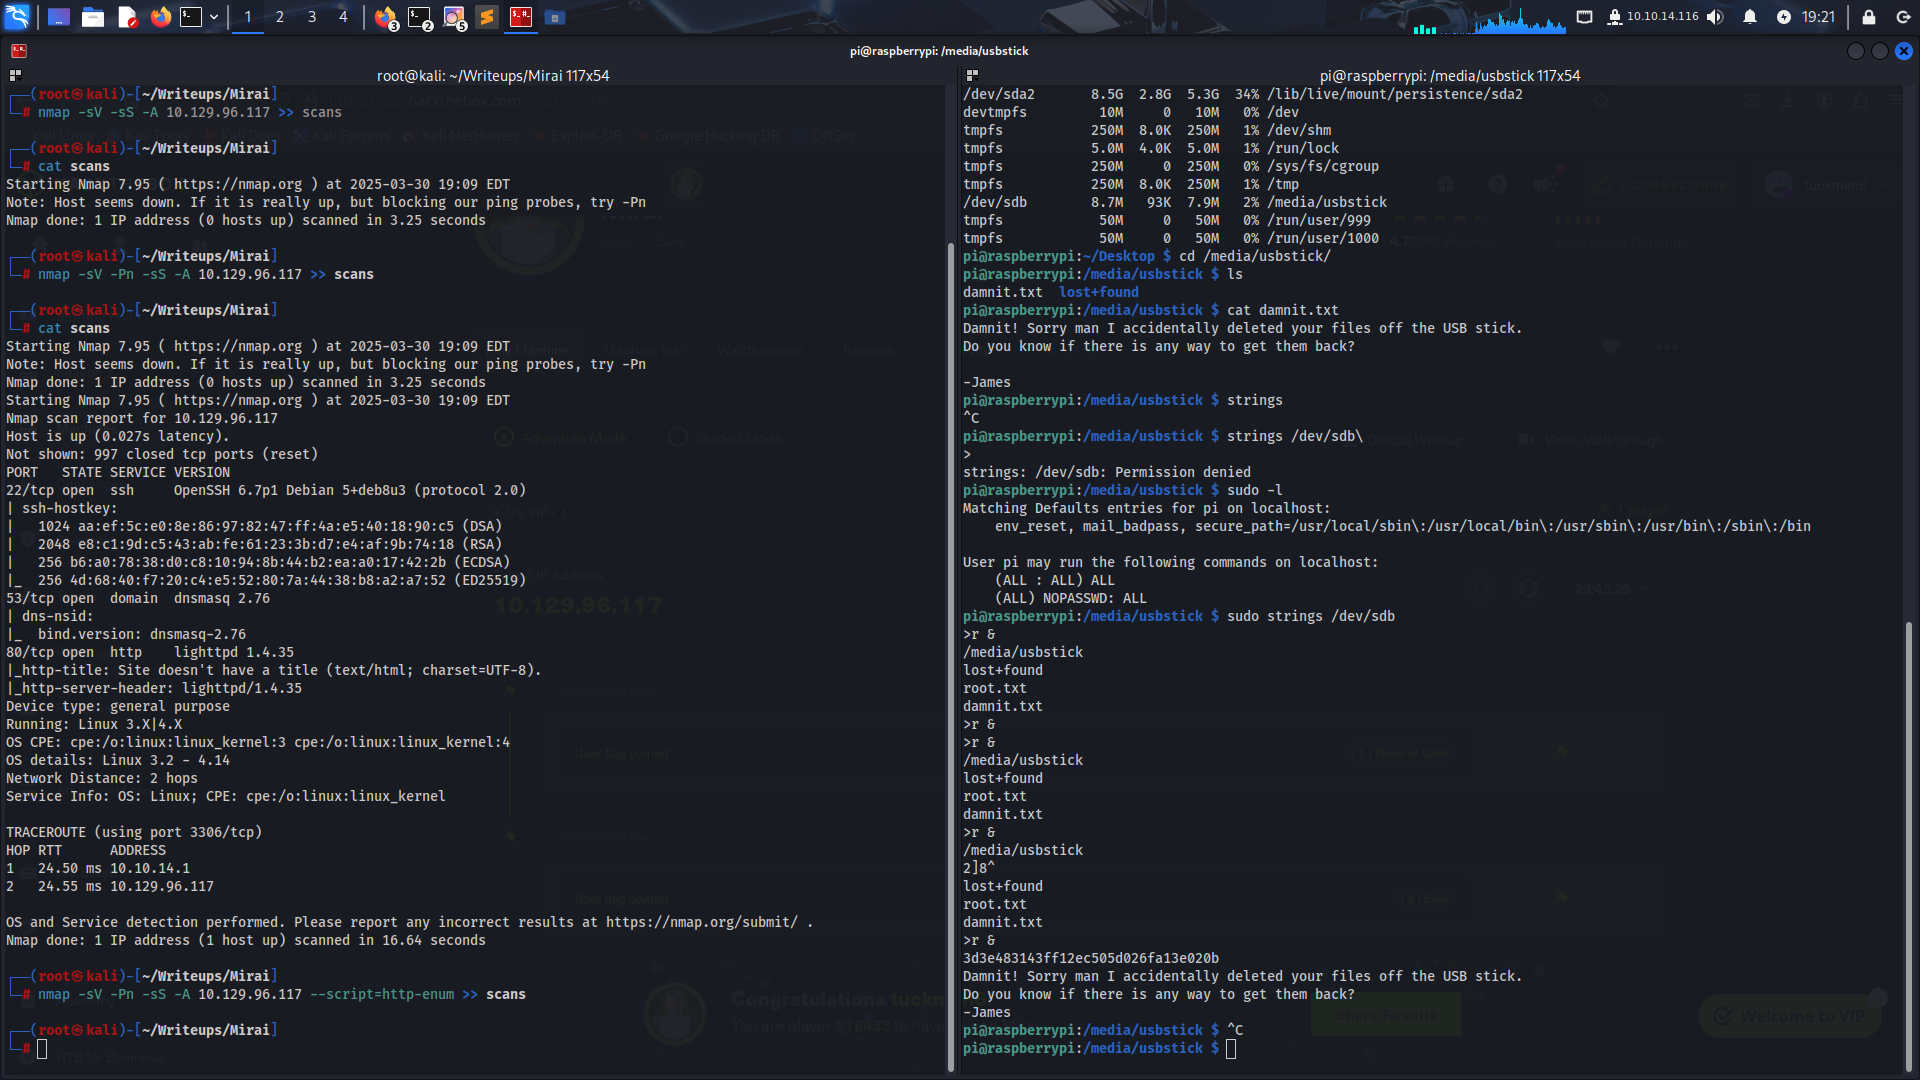 1 2 3 4
3 2 5
10.10.14.116
19:21
pi@raspberrypi: /media/usbstick
root@kali: ~/Writeups/Mirai 117x54
┌──(root㉿kali)-[~/Writeups/Mirai]
└─# nmap -sV -sS -A 10.129.96.117 >> scans
┌──(root㉿kali)-[~/Writeups/Mirai]
└─# cat scans
Starting Nmap 7.95 ( https://nmap.org ) at 2025-03-30 19:09 EDT
Note: Host seems down. If it is really up, but blocking our ping probes, try -Pn
Nmap done: 1 IP address (0 hosts up) scanned in 3.25 seconds
┌──(root㉿kali)-[~/Writeups/Mirai]
└─# nmap -sV -Pn -sS -A 10.129.96.117 >> scans
┌──(root㉿kali)-[~/Writeups/Mirai]
└─# cat scans
Starting Nmap 7.95 ( https://nmap.org ) at 2025-03-30 19:09 EDT
Note: Host seems down. If it is really up, but blocking our ping probes, try -Pn
Nmap done: 1 IP address (0 hosts up) scanned in 3.25 seconds
Starting Nmap 7.95 ( https://nmap.org ) at 2025-03-30 19:09 EDT
Nmap scan report for 10.129.96.117
Host is up (0.027s latency).
Not shown: 997 closed tcp ports (reset)
PORT   STATE SERVICE VERSION
22/tcp open  ssh     OpenSSH 6.7p1 Debian 5+deb8u3 (protocol 2.0)
| ssh-hostkey:
|   1024 aa:ef:5c:e0:8e:86:97:82:47:ff:4a:e5:40:18:90:c5 (DSA)
|   2048 e8:c1:9d:c5:43:ab:fe:61:23:3b:d7:e4:af:9b:74:18 (RSA)
|   256 b6:a0:78:38:d0:c8:10:94:8b:44:b2:ea:a0:17:42:2b (ECDSA)
|_  256 4d:68:40:f7:20:c4:e5:52:80:7a:44:38:b8:a2:a7:52 (ED25519)
53/tcp open  domain  dnsmasq 2.76
| dns-nsid:
|_  bind.version: dnsmasq-2.76
80/tcp open  http    lighttpd 1.4.35
|_http-title: Site doesn't have a title (text/html; charset=UTF-8).
|_http-server-header: lighttpd/1.4.35
Device type: general purpose
Running: Linux 3.X|4.X
OS CPE: cpe:/o:linux:linux_kernel:3 cpe:/o:linux:linux_kernel:4
OS details: Linux 3.2 - 4.14
Network Distance: 2 hops
Service Info: OS: Linux; CPE: cpe:/o:linux:linux_kernel
TRACEROUTE (using port 3306/tcp)
HOP RTT      ADDRESS
1   24.50 ms 10.10.14.1
2   24.55 ms 10.129.96.117
OS and Service detection performed. Please report any incorrect results at https://nmap.org/submit/ .
Nmap done: 1 IP address (1 host up) scanned in 16.64 seconds
┌──(root㉿kali)-[~/Writeups/Mirai]
└─# nmap -sV -Pn -sS -A 10.129.96.117 --script=http-enum >> scans
┌──(root㉿kali)-[~/Writeups/Mirai]
└─#
pi@raspberrypi: /media/usbstick 117x54
/dev/sda2       8.5G  2.8G  5.3G  34% /lib/live/mount/persistence/sda2
devtmpfs         10M     0   10M   0% /dev
tmpfs           250M  8.0K  250M   1% /dev/shm
tmpfs           5.0M  4.0K  5.0M   1% /run/lock
tmpfs           250M     0  250M   0% /sys/fs/cgroup
tmpfs           250M  8.0K  250M   1% /tmp
/dev/sdb        8.7M   93K  7.9M   2% /media/usbstick
tmpfs            50M     0   50M   0% /run/user/999
tmpfs            50M     0   50M   0% /run/user/1000
pi@raspberrypi:~/Desktop $ cd /media/usbstick/
pi@raspberrypi:/media/usbstick $ ls
damnit.txt  lost+found
pi@raspberrypi:/media/usbstick $ cat damnit.txt
Damnit! Sorry man I accidentally deleted your files off the USB stick.
Do you know if there is any way to get them back?
-James
pi@raspberrypi:/media/usbstick $ strings
^C
pi@raspberrypi:/media/usbstick $ strings /dev/sdb\
>
strings: /dev/sdb: Permission denied
pi@raspberrypi:/media/usbstick $ sudo -l
Matching Defaults entries for pi on localhost:
    env_reset, mail_badpass, secure_path=/usr/local/sbin\:/usr/local/bin\:/usr/sbin\:/usr/bin\:/sbin\:/bin
User pi may run the following commands on localhost:
    (ALL : ALL) ALL
    (ALL) NOPASSWD: ALL
pi@raspberrypi:/media/usbstick $ sudo strings /dev/sdb
>r &
/media/usbstick
lost+found
root.txt
damnit.txt
>r &
>r &
/media/usbstick
lost+found
root.txt
damnit.txt
>r &
/media/usbstick
2]8^
lost+found
root.txt
damnit.txt
>r &
3d3e483143ff12ec505d026fa13e020b
Damnit! Sorry man I accidentally deleted your files off the USB stick.
Do you know if there is any way to get them back?
-James
pi@raspberrypi:/media/usbstick $ ^C
pi@raspberrypi:/media/usbstick $